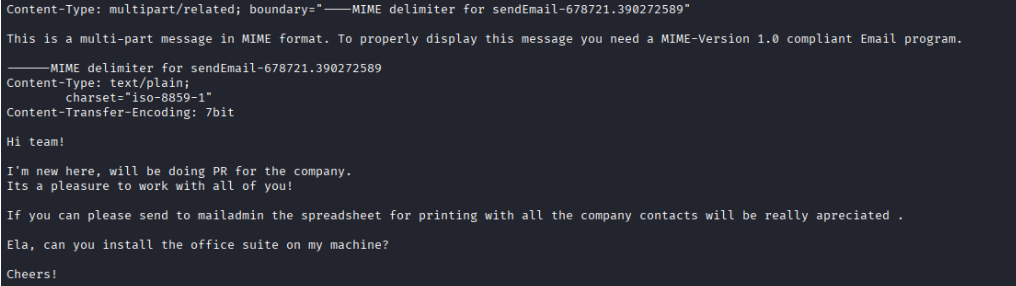 Content-Type: multipart/related; boundary="----MIME delimiter for sendEmail-678721.390272589"
This is a multi-part message in MIME format. To properly display this message you need a MIME-Version 1.0 compliant Email program.
------MIME delimiter for sendEmail-678721.390272589
Content-Type: text/plain;
charset="iso-8859-1"
Content-Transfer-Encoding: 7bit
Hi team!
I'm new here, will be doing PR for the company.
Its a pleasure to work with all of you!
If you can please send to mailadmin the spreadsheet for printing with all the company contacts will be really apreciated .
Ela, can you install the office suite on my machine?
Cheers!